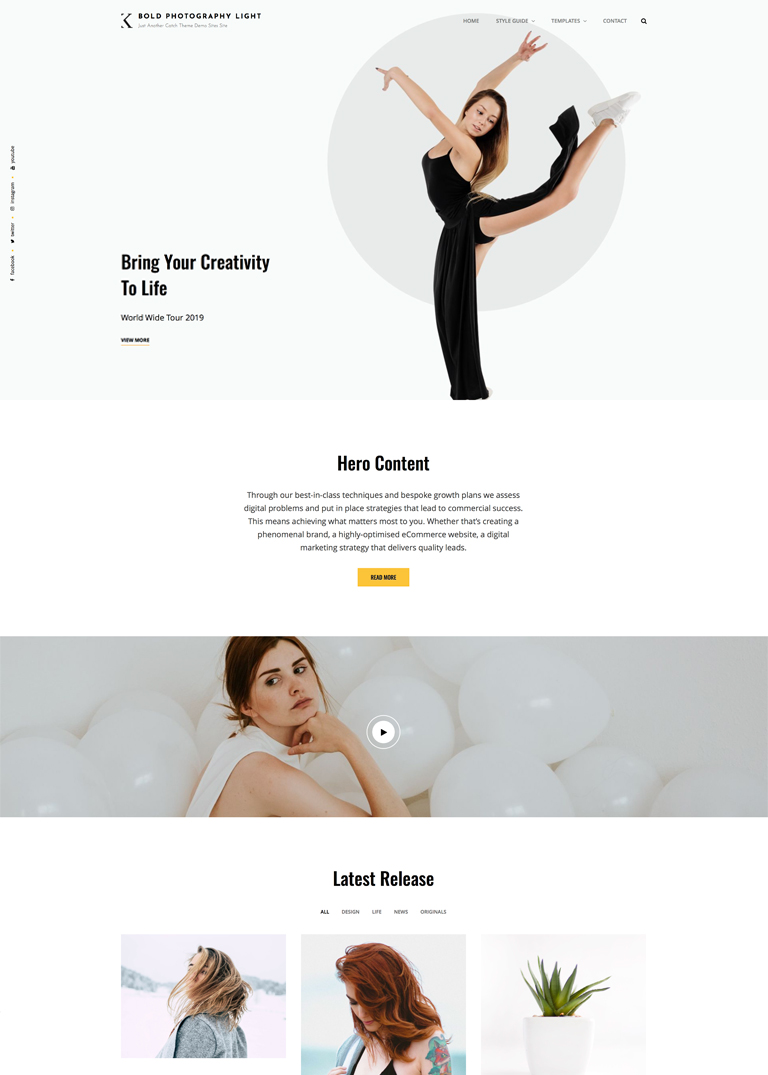 BOLD PHOTOGRAPHY LIGHT
Just Another Catch Theme Demo Sites Site
HOME
STYLE GUIDE
TEMPLATES
CONTACT
youtube
instagram
twitter
facebook
Bring Your Creativity
To Life
World Wide Tour 2019
VIEW MORE
Hero Content
Through our best-in-class techniques and bespoke growth plans we assess
digital problems and put in place strategies that lead to commercial success.
This means achieving what matters most to you. Whether that's creating a
phenomenal brand, a highly-optimised eCommerce website, a digital
marketing strategy that delivers quality leads.
READ MORE
Latest Release
ALL
DESIGN
LIFE
NEWS
ORIGINALS